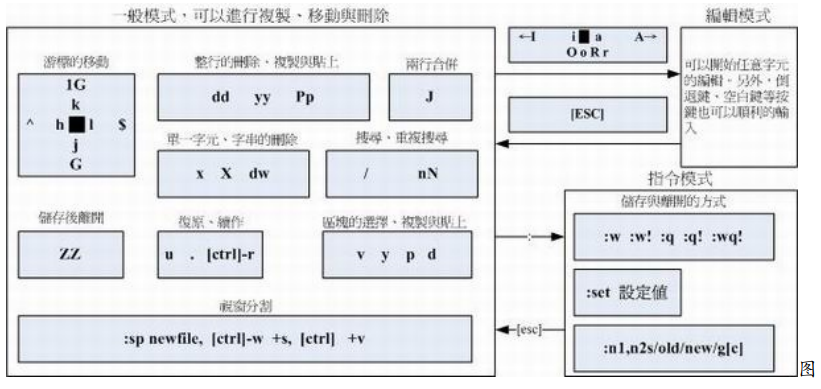 一般模式，可以進行複製、移動與刪除
游標的移動
1G
k
^ h l $
j
G
整行的刪除、複製與貼上
dd yy Pp
兩行合併
J
單一字元、字串的刪除
x X dw
搜尋、重複搜尋
/ nN
儲存後離開
ZZ
復原、續作
u . [ctrl]-r
區塊的選擇、複製與貼上
v y p d
視窗分割
:sp newfile, [ctrl]-w +s, [ctrl] +v
←I i a A→
O o R r
[ESC]
編輯模式
可以開始任意字元
的編輯。另外，倒
退鍵、空白鍵等按
鍵也可以順利的輸
入
:
[esc]
指令模式
儲存與離開的方式
:w :w! :q :q! :wq!
:set 設定値
:n1,n2s/old/new/g[c]
图